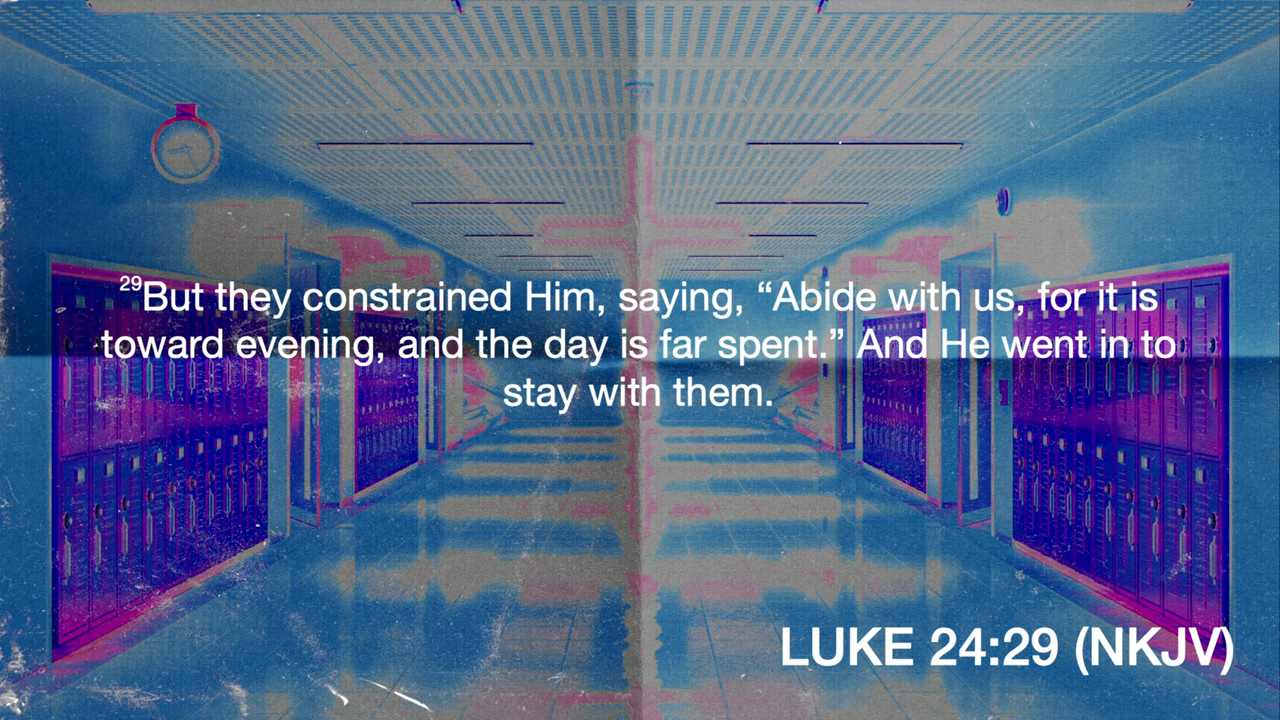 ²⁹But they constrained Him, saying, “Abide with us, for it is
toward evening, and the day is far spent.” And He went in to
stay with them.
LUKE 24:29 (NKJV)